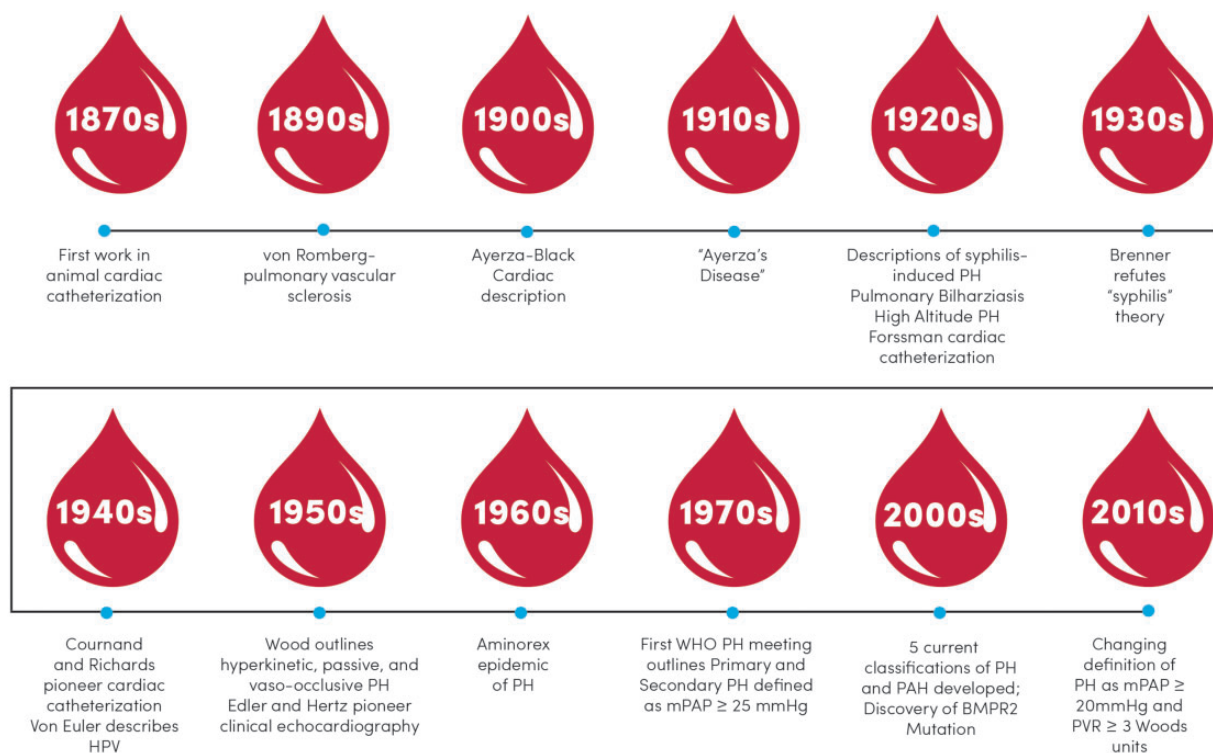 1870s
1890s
1900s
1910s
1920s
1930s
First work in
animal cardiac
catheterization
von Romberg-
pulmonary vascular
sclerosis
Ayerza-Black
Cardiac
description
“Ayerza’s
Disease”
Descriptions of syphilis-
induced PH
Pulmonary Bilharziasis
High Altitude PH
Forssman cardiac
catheterization
Brenner
refutes
“syphilis”
theory
1940s
1950s
1960s
1970s
2000s
2010s
Cournand
and Richards
pioneer cardiac
catheterization
Von Euler describes
HPV
Wood outlines
hyperkinetic, passive, and
vaso-occlusive PH
Edler and Hertz pioneer
clinical echocardiography
Aminorex
epidemic
of PH
First WHO PH meeting
outlines Primary and
Secondary PH defined
as mPAP ≥ 25 mmHg
5 current
classifications of PH
and PAH developed;
Discovery of BMPR2
Mutation
Changing
definition of
PH as mPAP ≥
20mmHg and
PVR ≥ 3 Woods
units